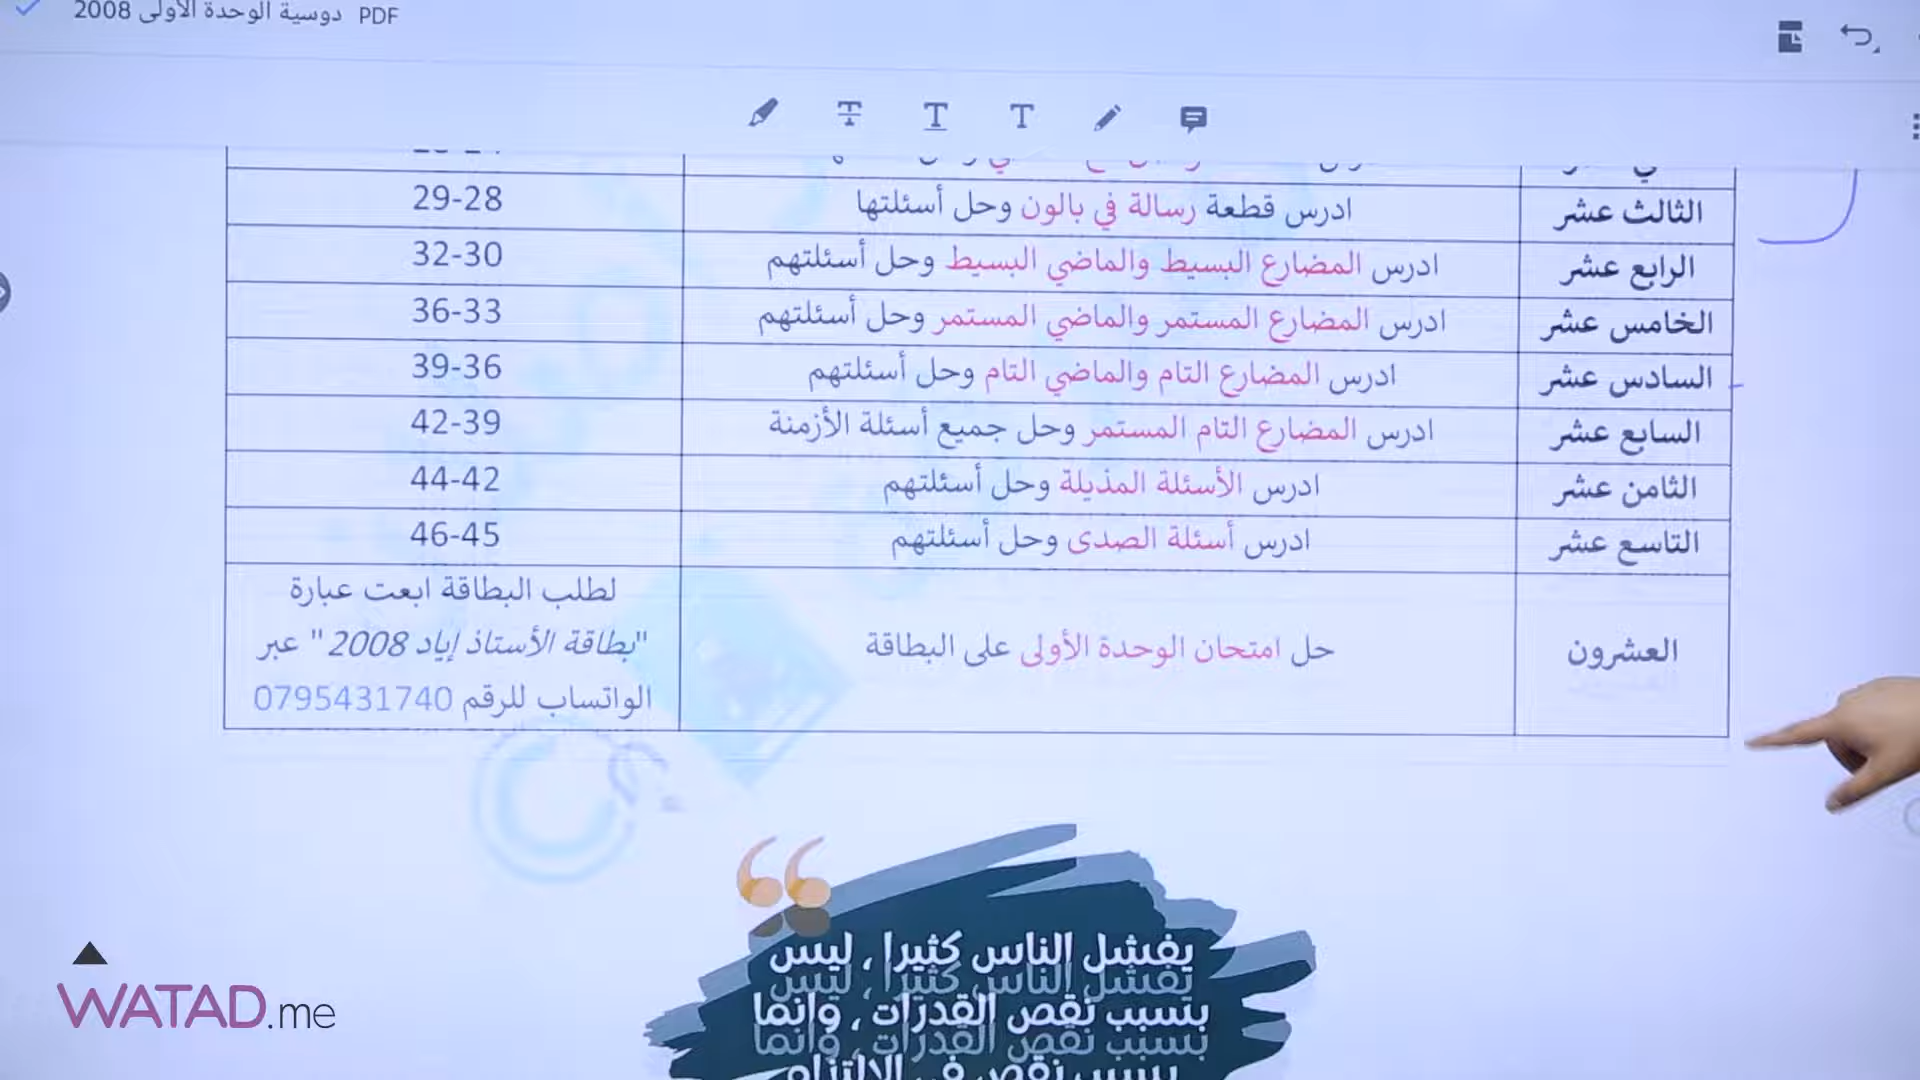 دوسية الوحدة الأولى 2008 PDF
الثالث عشر ادرس قطعة رسالة في بالون وحل أسئلتها 29-28
الرابع عشر ادرس المضارع البسيط والماضي البسيط وحل أسئلتهم 32-30
الخامس عشر ادرس المضارع المستمر والماضي المستمر وحل أسئلتهم 36-33
السادس عشر ادرس المضارع التام والماضي التام وحل أسئلتهم 39-36
السابع عشر ادرس المضارع التام المستمر وحل جميع أسئلة الأزمنة 42-39
الثامن عشر ادرس الأسئلة المذيلة وحل أسئلتهم 44-42
التاسع عشر ادرس أسئلة الصدى وحل أسئلتهم 46-45
العشرون حل امتحان الوحدة الأولى على البطاقة
لطلب البطاقة ابعت عبارة
"بطاقة الأستاذ إياد 2008" عبر
الواتساب للرقم 0795431740
يفشل الناس كثيرا ، ليس
بسبب نقص القدرات ، وانما
بسبب نقص في الالتزام
WATAD.me